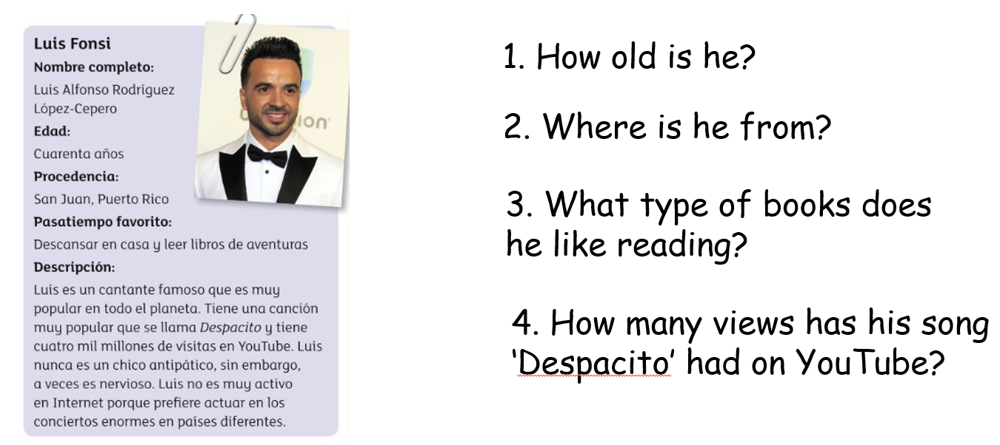 Luis Fonsi
Nombre completo:
Luis Alfonso Rodríguez
López-Cepero
Edad:
Cuarenta años
Procedencia:
San Juan, Puerto Rico
Pasatiempo favorito:
Descansar en casa y leer libros de aventuras
Descripción:
Luis es un cantante famoso que es muy
popular en todo el planeta. Tiene una canción
muy popular que se llama Despacito y tiene
cuatro mil millones de visitas en YouTube. Luis
nunca es un chico antipático, sin embargo,
a veces es nervioso. Luis no es muy activo
en Internet porque prefiere actuar en los
conciertos enormes en países diferentes.
1. How old is he?
2. Where is he from?
3. What type of books does
he like reading?
4. How many views has his song
‘Despacito’ had on YouTube?